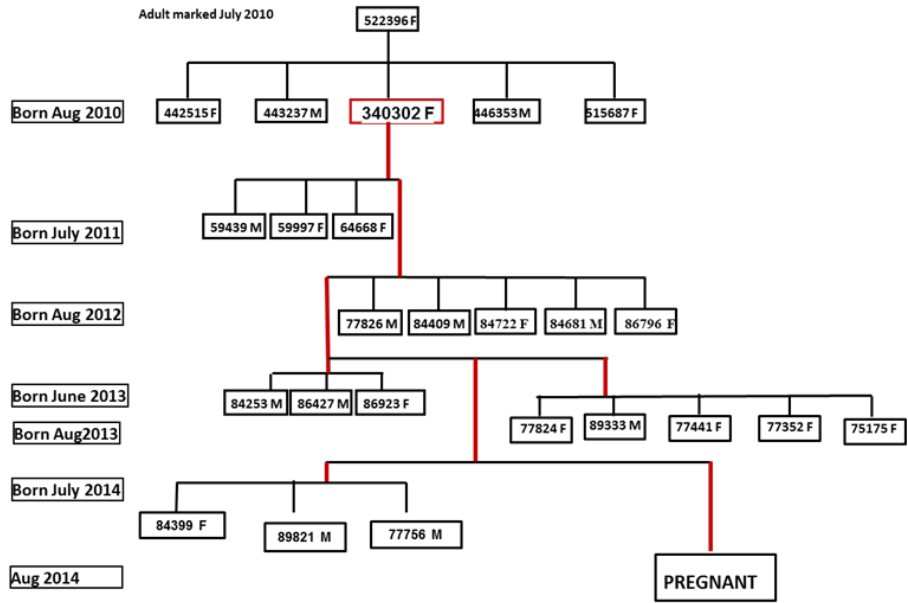 Adult marked July 2010
522396 F
Born Aug 2010
442515 F
443237 M
340302 F
446353 M
515687 F
Born July 2011
59439 M
59997 F
64668 F
Born Aug 2012
77826 M
84409 M
84722 F
84681 M
86796 F
Born June 2013
84253 M
86427 M
86923 F
Born Aug2013
77824 F
89333 M
77441 F
77352 F
75175 F
Born July 2014
84399 F
89821 M
77756 M
Aug 2014
PREGNANT